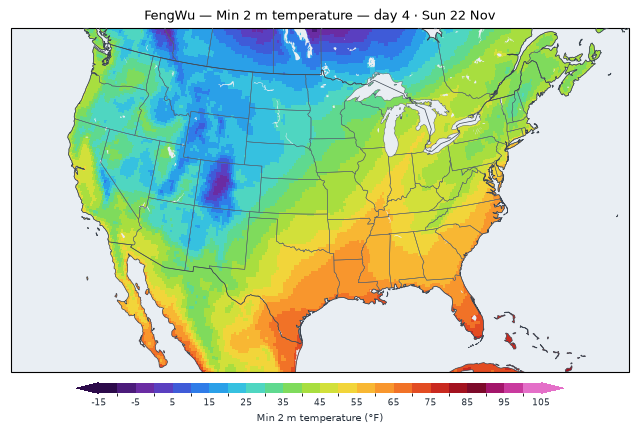 FengWu — Min 2 m temperature — day 4 · Sun 22 Nov
-15 -5 5 15 25 35 45 55 65 75 85 95 105
Min 2 m temperature (°F)